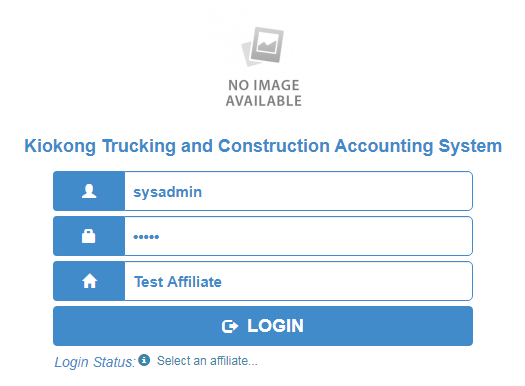 NO IMAGE
AVAILABLE
Kiokong Trucking and Construction Accounting System
sysadmin
•••••
Test Affiliate
LOGIN
Login Status: Select an affiliate...